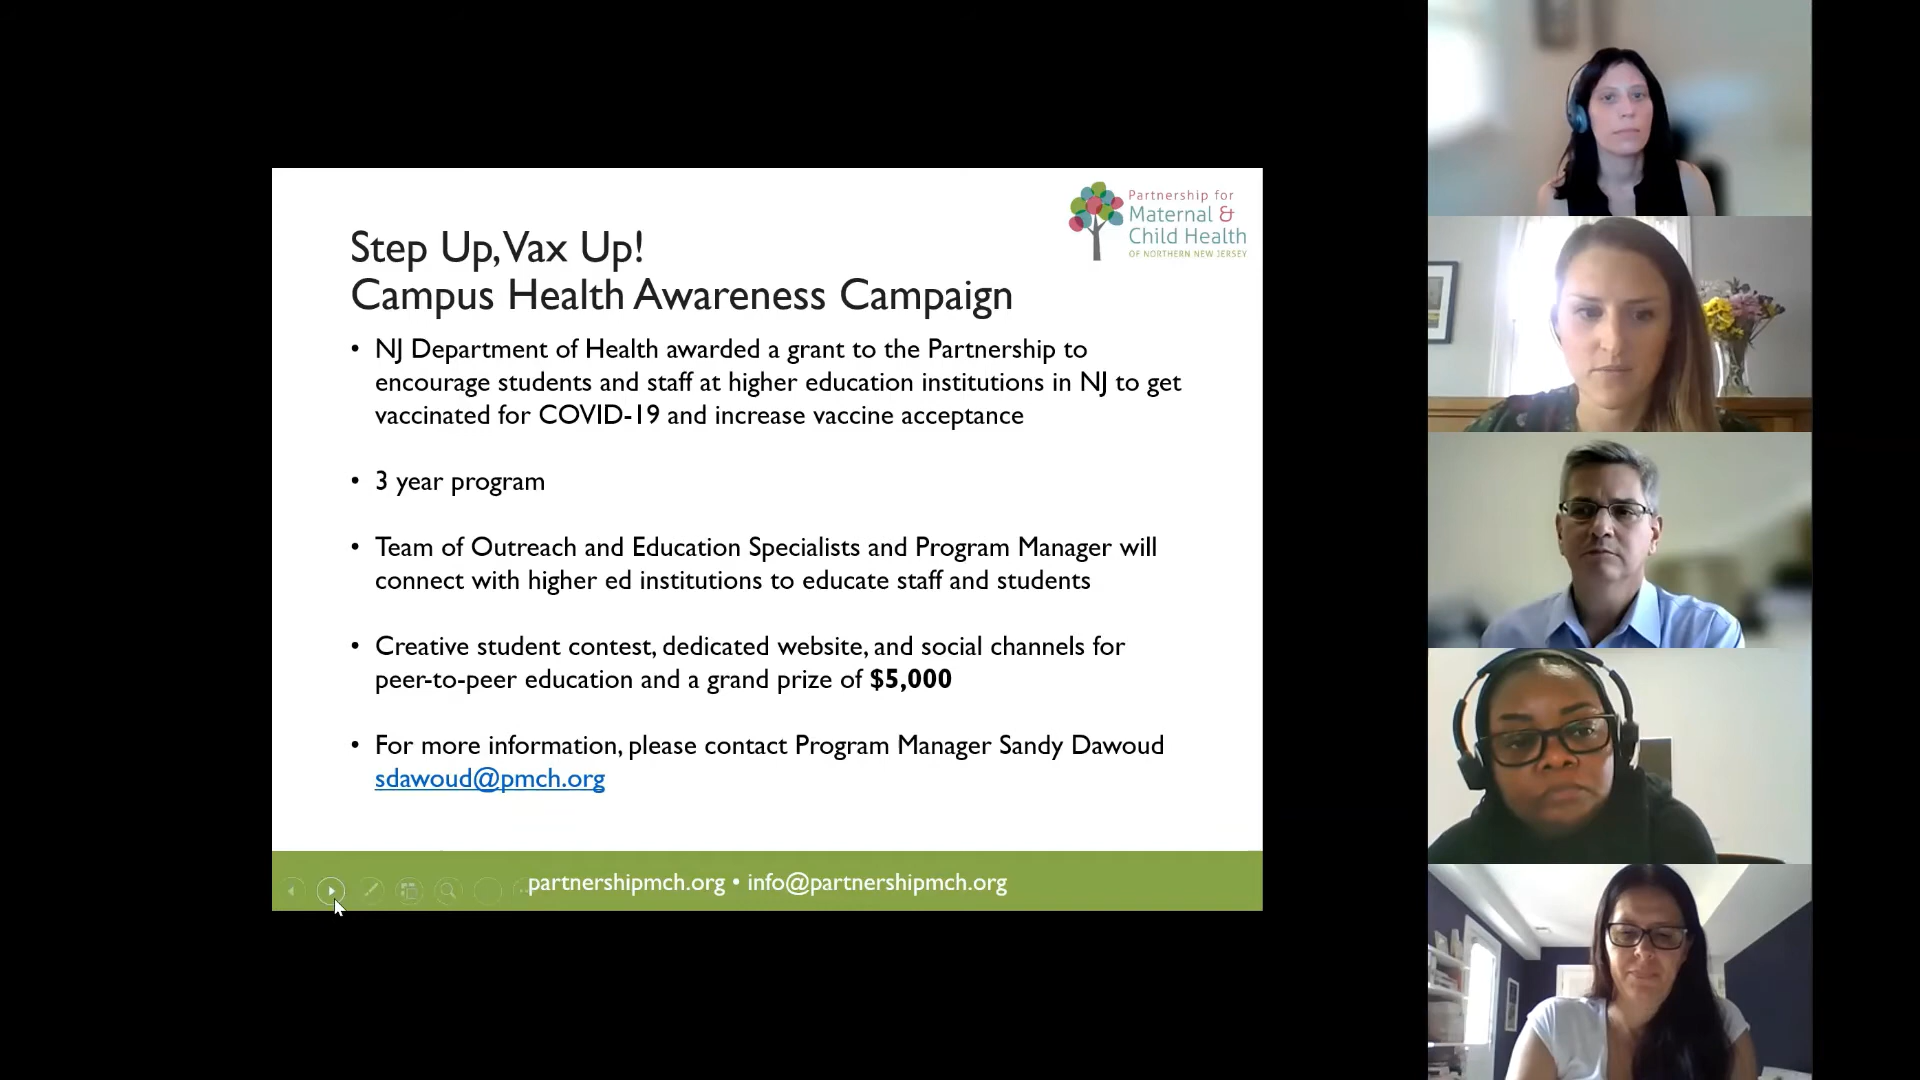 Partnership for
Maternal &
Child Health
OF NORTHERN NEW JERSEY
Step Up, Vax Up!
Campus Health Awareness Campaign
• NJ Department of Health awarded a grant to the Partnership to
encourage students and staff at higher education institutions in NJ to get
vaccinated for COVID-19 and increase vaccine acceptance
• 3 year program
• Team of Outreach and Education Specialists and Program Manager will
connect with higher ed institutions to educate staff and students
• Creative student contest, dedicated website, and social channels for
peer-to-peer education and a grand prize of $5,000
• For more information, please contact Program Manager Sandy Dawoud
sdawoud@pmch.org
partnershipmch.org • info@partnershipmch.org